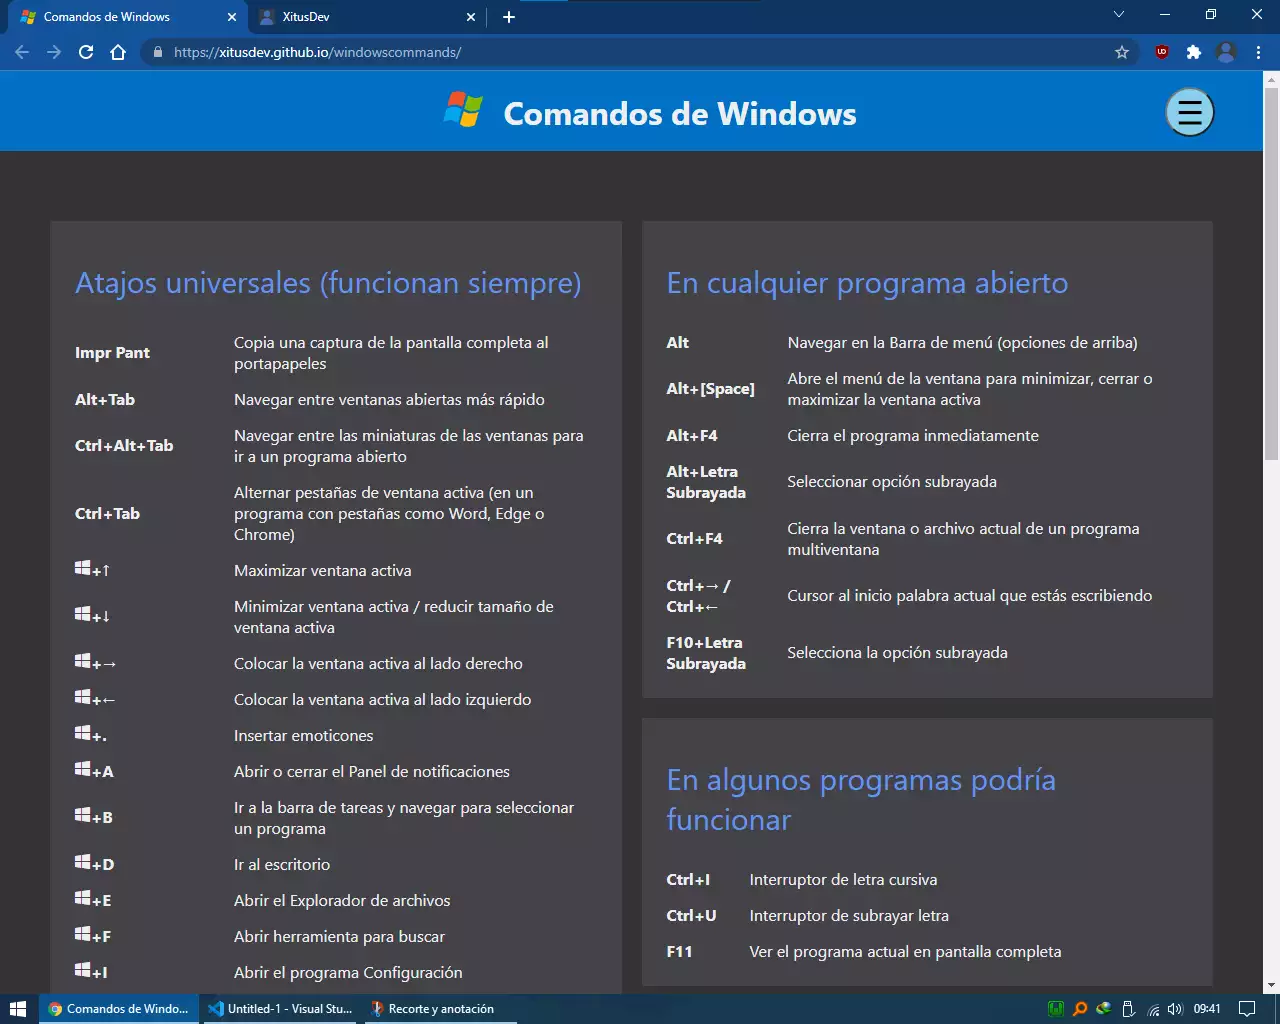 Comandos de Windows
XitusDev
https://xitusdev.github.io/windowscommands/
Comandos de Windows
Atajos universales (funcionan siempre)
Impr Pant
Copia una captura de la pantalla completa al
portapapeles
Alt+Tab
Navegar entre ventanas abiertas más rápido
Ctrl+Alt+Tab
Navegar entre las miniaturas de las ventanas para
ir a un programa abierto
Ctrl+Tab
Alternar pestañas de ventana activa (en un
programa con pestañas como Word, Edge o
Chrome)
+↑
Maximizar ventana activa
+↓
Minimizar ventana activa / reducir tamaño de
ventana activa
+→
Colocar la ventana activa al lado derecho
+←
Colocar la ventana activa al lado izquierdo
+.
Insertar emoticones
+A
Abrir o cerrar el Panel de notificaciones
+B
Ir a la barra de tareas y navegar para seleccionar
un programa
+D
Ir al escritorio
+E
Abrir el Explorador de archivos
+F
Abrir herramienta para buscar
+I
Abrir el programa Configuración
En cualquier programa abierto
Alt
Navegar en la Barra de menú (opciones de arriba)
Alt+[Space]
Abre el menú de la ventana para minimizar, cerrar o
maximizar la ventana activa
Alt+F4
Cierra el programa inmediatamente
Alt+Letra
Subrayada
Seleccionar opción subrayada
Ctrl+F4
Cierra la ventana o archivo actual de un programa
multiventana
Ctrl+→ /
Ctrl+←
Cursor al inicio palabra actual que estás escribiendo
F10+Letra
Subrayada
Selecciona la opción subrayada
En algunos programas podría
funcionar
Ctrl+I
Interruptor de letra cursiva
Ctrl+U
Interruptor de subrayar letra
F11
Ver el programa actual en pantalla completa
Comandos de Windo...
Untitled-1 - Visual Stu...
Recorte y anotación
09:41